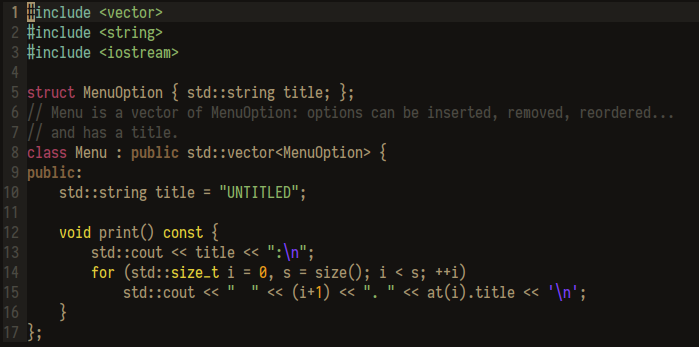 1 #include <vector>
2 #include <string>
3 #include <iostream>
4
5 struct MenuOption { std::string title; };
6 // Menu is a vector of MenuOption: options can be inserted, removed, reordered...
7 // and has a title.
8 class Menu : public std::vector<MenuOption> {
9 public:
10     std::string title = "UNTITLED";
11
12     void print() const {
13         std::cout << title << ":\n";
14         for (std::size_t i = 0, s = size(); i < s; ++i)
15             std::cout << "  " << (i+1) << ". " << at(i).title << '\n';
16     }
17 };